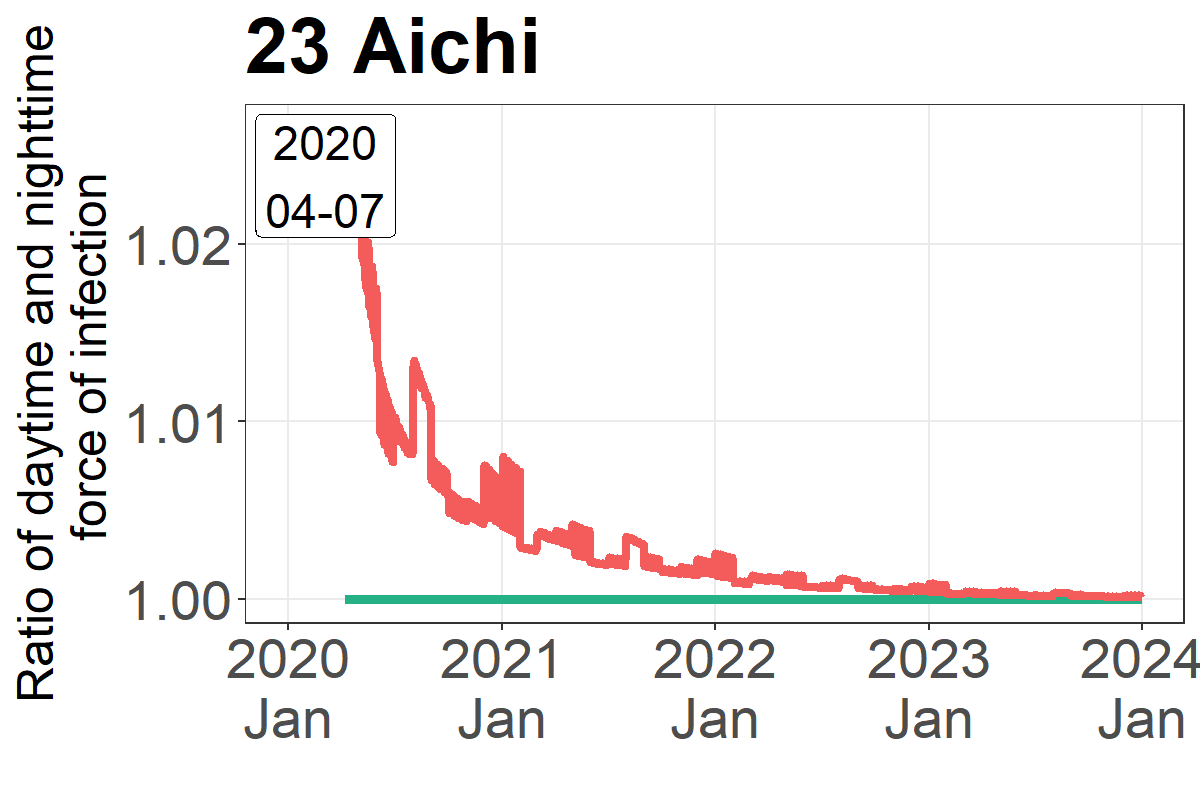 23 Aichi
Ratio of daytime and nighttime
force of infection
2020
04-07
1.02
1.01
1.00
2020
Jan
2021
Jan
2022
Jan
2023
Jan
2024
Jan